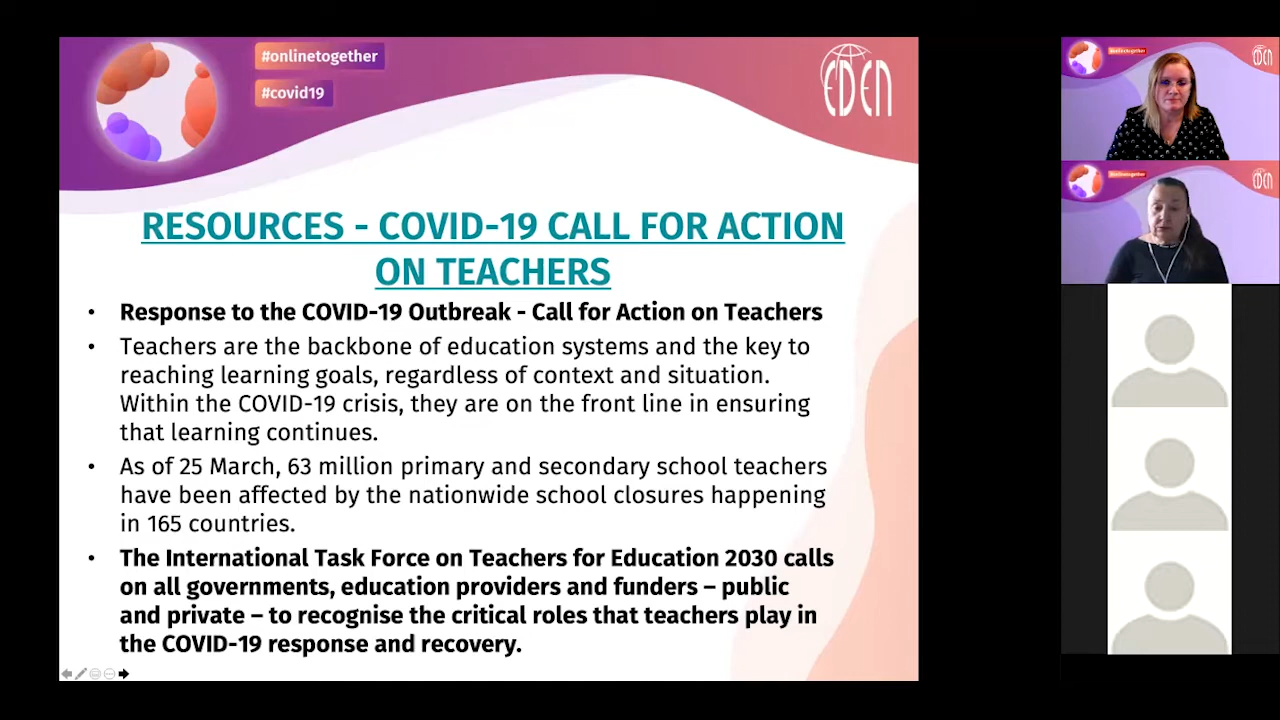 #onlinetogether
#covid19
EDEN
RESOURCES - COVID-19 CALL FOR ACTION
ON TEACHERS
• Response to the COVID-19 Outbreak - Call for Action on Teachers
• Teachers are the backbone of education systems and the key to
reaching learning goals, regardless of context and situation.
Within the COVID-19 crisis, they are on the front line in ensuring
that learning continues.
• As of 25 March, 63 million primary and secondary school teachers
have been affected by the nationwide school closures happening
in 165 countries.
• The International Task Force on Teachers for Education 2030 calls
on all governments, education providers and funders – public
and private – to recognise the critical roles that teachers play in
the COVID-19 response and recovery.
#onlinetogether
EDEN
#onlinetogether
EDEN